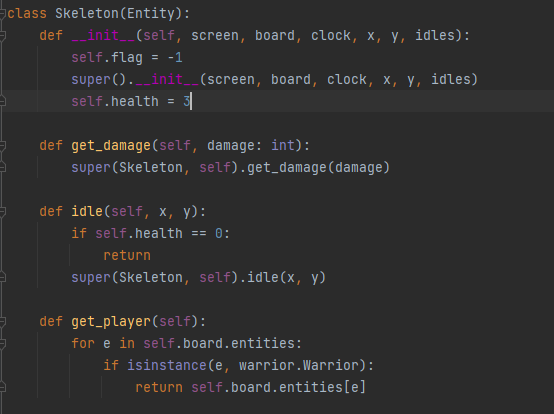 class Skeleton(Entity):
    def __init__(self, screen, board, clock, x, y, idles):
        self.flag = -1
        super().__init__(screen, board, clock, x, y, idles)
        self.health = 3

    def get_damage(self, damage: int):
        super(Skeleton, self).get_damage(damage)

    def idle(self, x, y):
        if self.health == 0:
            return
        super(Skeleton, self).idle(x, y)

    def get_player(self):
        for e in self.board.entities:
            if isinstance(e, warrior.Warrior):
                return self.board.entities[e]